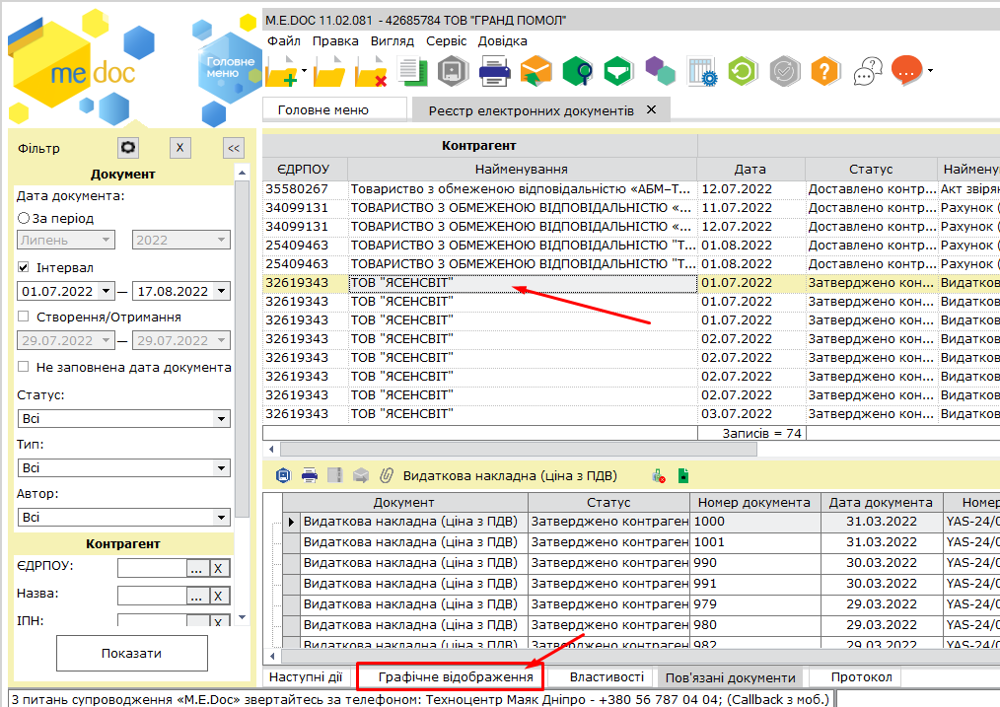 M.E.DOC 11.02.081 - 42685784 ТОВ "ГРАНД ПОМОЛ"
Файл Правка Вигляд Сервіс Довідка
me doc
Головне меню
Головне меню
Реєстр електронних документів X
Фільтр X <<
Документ
Дата документа:
За період
Липень 2022
Інтервал
01.07.2022 — 17.08.2022
Створення/Отримання
29.07.2022 — 29.07.2022
Не заповнена дата документа
Статус:
Всі
Тип:
Всі
Автор:
Всі
Контрагент
ЄДРПОУ: ... X
Назва: ... X
ІПН: X
Показати
Контрагент
ЄДРПОУ Найменування Дата Статус Наймену
35580267 Товариство з обмеженою відповідальністю «АБМ–Т... 12.07.2022 Доставлено контр... Акт звірян
34099131 ТОВАРИСТВО З ОБМЕЖЕНОЮ ВІДПОВІДАЛЬНІСТЮ «... 11.07.2022 Доставлено контр... Рахунок (
34099131 ТОВАРИСТВО З ОБМЕЖЕНОЮ ВІДПОВІДАЛЬНІСТЮ «... 12.07.2022 Доставлено контр... Рахунок (
25409463 ТОВАРИСТВО З ОБМЕЖЕНОЮ ВІДПОВІДАЛЬНІСТЮ "Т... 01.08.2022 Доставлено контр... Рахунок (
25409463 ТОВАРИСТВО З ОБМЕЖЕНОЮ ВІДПОВІДАЛЬНІСТЮ "Т... 01.08.2022 Доставлено контр... Рахунок (
32619343 ТОВ "ЯСЕНСВІТ" 01.07.2022 Затверджено кон... Видатков
32619343 ТОВ "ЯСЕНСВІТ" 01.07.2022 Затверджено кон... Видатков
32619343 ТОВ "ЯСЕНСВІТ" 01.07.2022 Затверджено кон... Видатков
32619343 ТОВ "ЯСЕНСВІТ" 02.07.2022 Затверджено кон... Видатков
32619343 ТОВ "ЯСЕНСВІТ" 02.07.2022 Затверджено кон... Видатков
32619343 ТОВ "ЯСЕНСВІТ" 02.07.2022 Затверджено кон... Видатков
32619343 ТОВ "ЯСЕНСВІТ" 02.07.2022 Затверджено кон... Видатков
32619343 ТОВ "ЯСЕНСВІТ" 03.07.2022 Затверджено кон... Видатков
Записів = 74
Видаткова накладна (ціна з ПДВ)
Документ Статус Номер документа Дата документа Номер
Видаткова накладна (ціна з ПДВ) Затверджено контраген 1000 31.03.2022 YAS-24/0
Видаткова накладна (ціна з ПДВ) Затверджено контраген 1001 31.03.2022 YAS-24/0
Видаткова накладна (ціна з ПДВ) Затверджено контраген 990 30.03.2022 YAS-24/0
Видаткова накладна (ціна з ПДВ) Затверджено контраген 991 30.03.2022 YAS-24/0
Видаткова накладна (ціна з ПДВ) Затверджено контраген 979 29.03.2022 YAS-24/0
Видаткова накладна (ціна з ПДВ) Затверджено контраген 980 29.03.2022 YAS-24/0
Видаткова накладна (ціна з ПДВ) Затверджено контраген 982 29.03.2022 YAS-24/0
Наступні дії Графічне відображення Властивості Пов'язані документи Протокол
З питань супроводження «M.E.Doc» звертайтесь за телефоном: Техноцентр Маяк Дніпро - +380 56 787 04 04; (Callback з моб.)